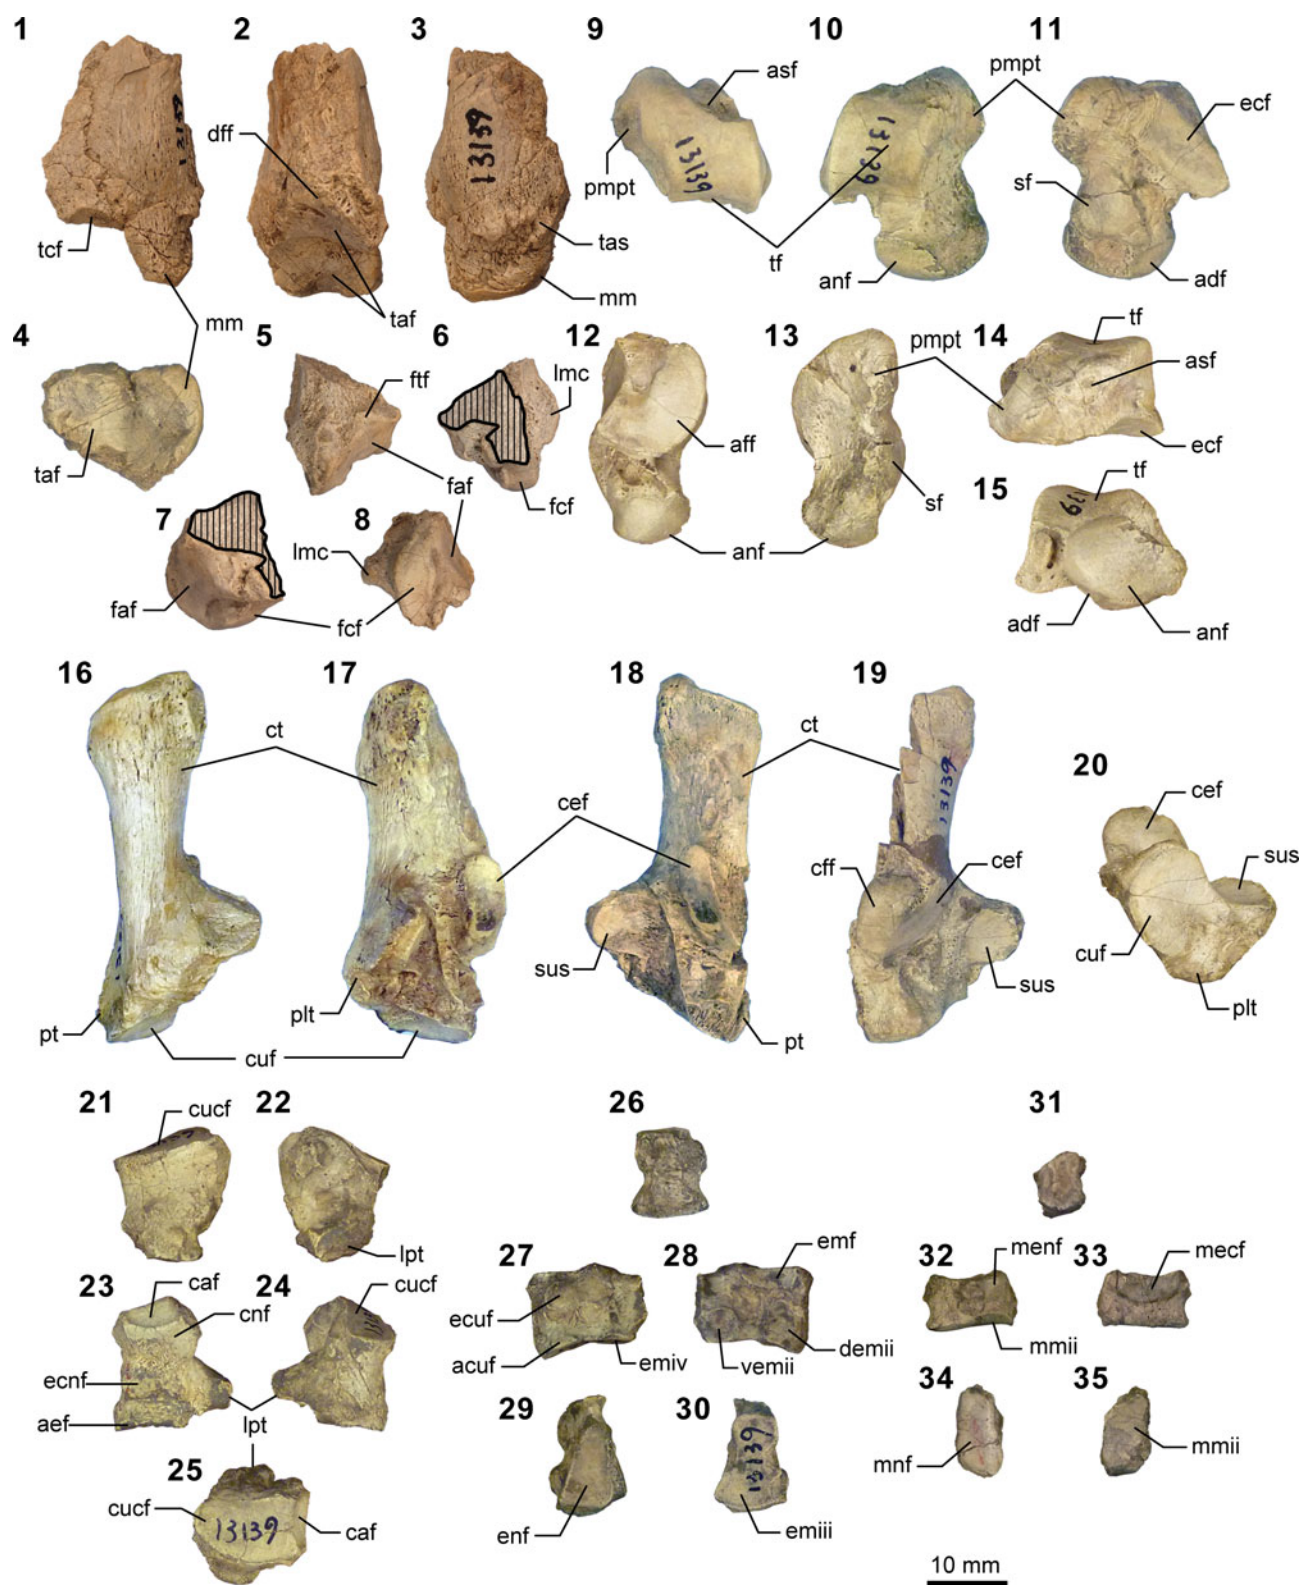 1 2 3 9 10 11
pmpt
asf
dff
ecf
13139
13139
13139
13139
sf
pmpt
tcf
tas
tf
anf
adf
mm
mm
taf
tf
4 5 6 12 13 14
ftf
lmc
pmpt
asf
taf
aff
ecf
faf
sf
tf
7 8
fcf
15
lmc
anf
faf
fcf
adf
anf
16 17 18 19
ct
ct
20
13139
cef
cef
cff
cef
sus
sus
sus
cuf
plt
plt
pt
pt
cuf
21 22 26 31
cucf
lpt
emf
menf
27 28 32 33
mecf
caf
cucf
23 24
cnf
ecuf
ecnf
acuf
emiv
vemii
demii
mmii
aef
lpt
29 30 34 35
13139
mnf
mmii
25
cucf
13139
caf
enf
emiii
10 mm